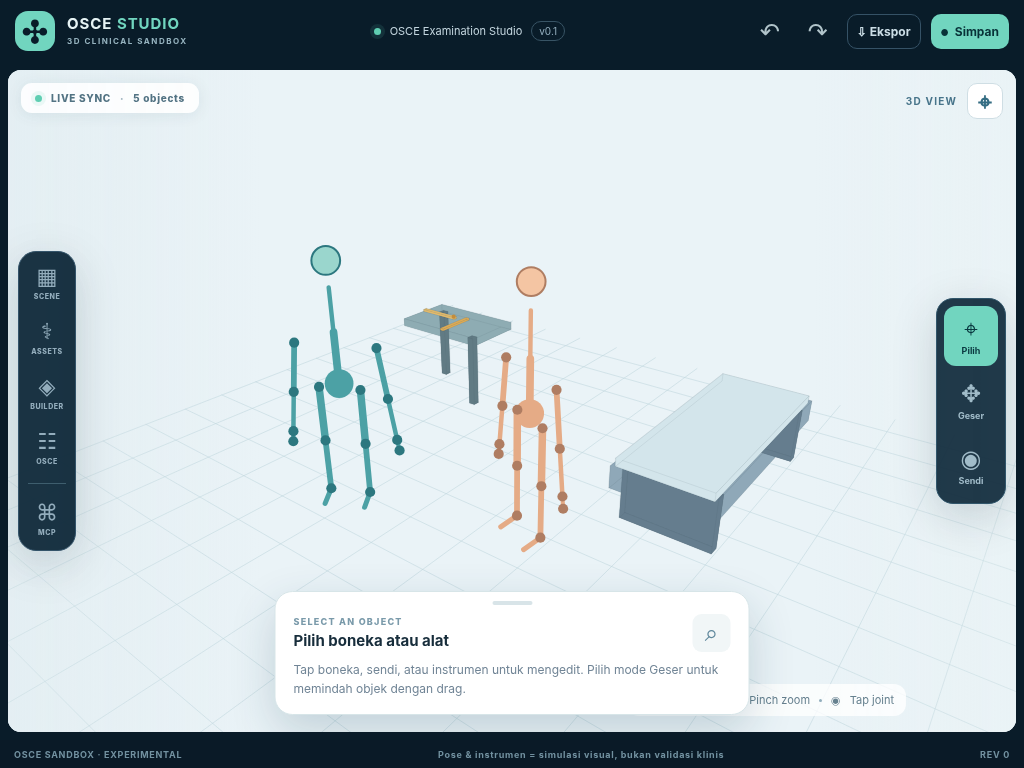 OSCE STUDIO
3D CLINICAL SANDBOX
OSCE Examination Studio v0.1
Ekspor
Simpan
LIVE SYNC · 5 objects
3D VIEW
SCENE
ASSETS
BUILDER
OSCE
MCP
Pilih
Geser
Sendi
SELECT AN OBJECT
Pilih boneka atau alat
Tap boneka, sendi, atau instrumen untuk mengedit. Pilih mode Geser untuk
memindah objek dengan drag.
Pinch zoom • Tap joint
OSCE SANDBOX · EXPERIMENTAL
Pose & instrumen = simulasi visual, bukan validasi klinis
REV 0